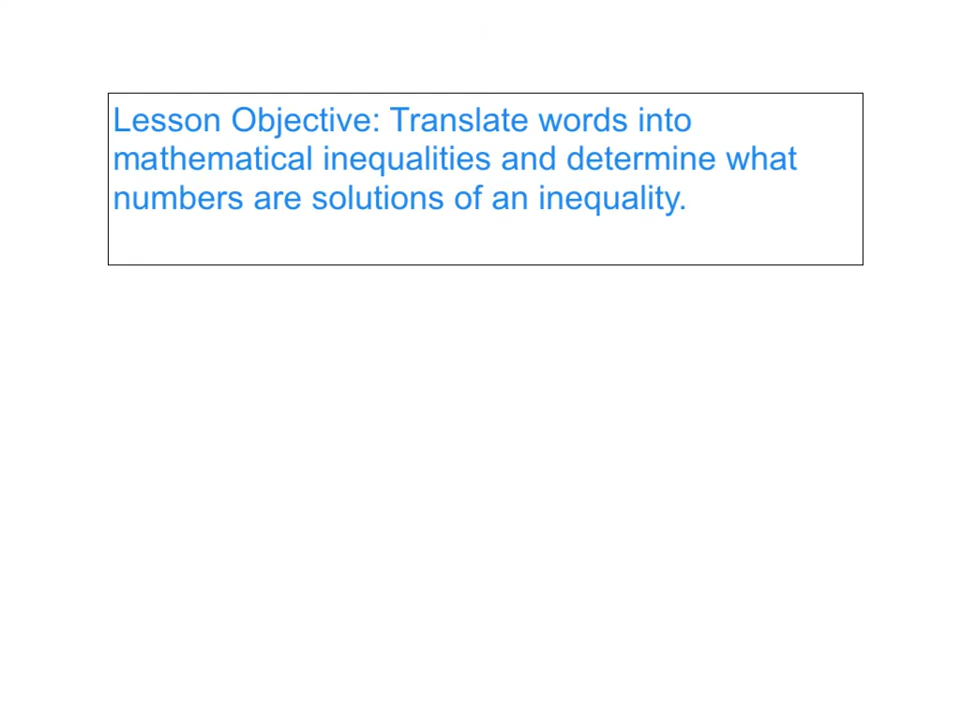 Lesson Objective: Translate words into
mathematical inequalities and determine what
numbers are solutions of an inequality.